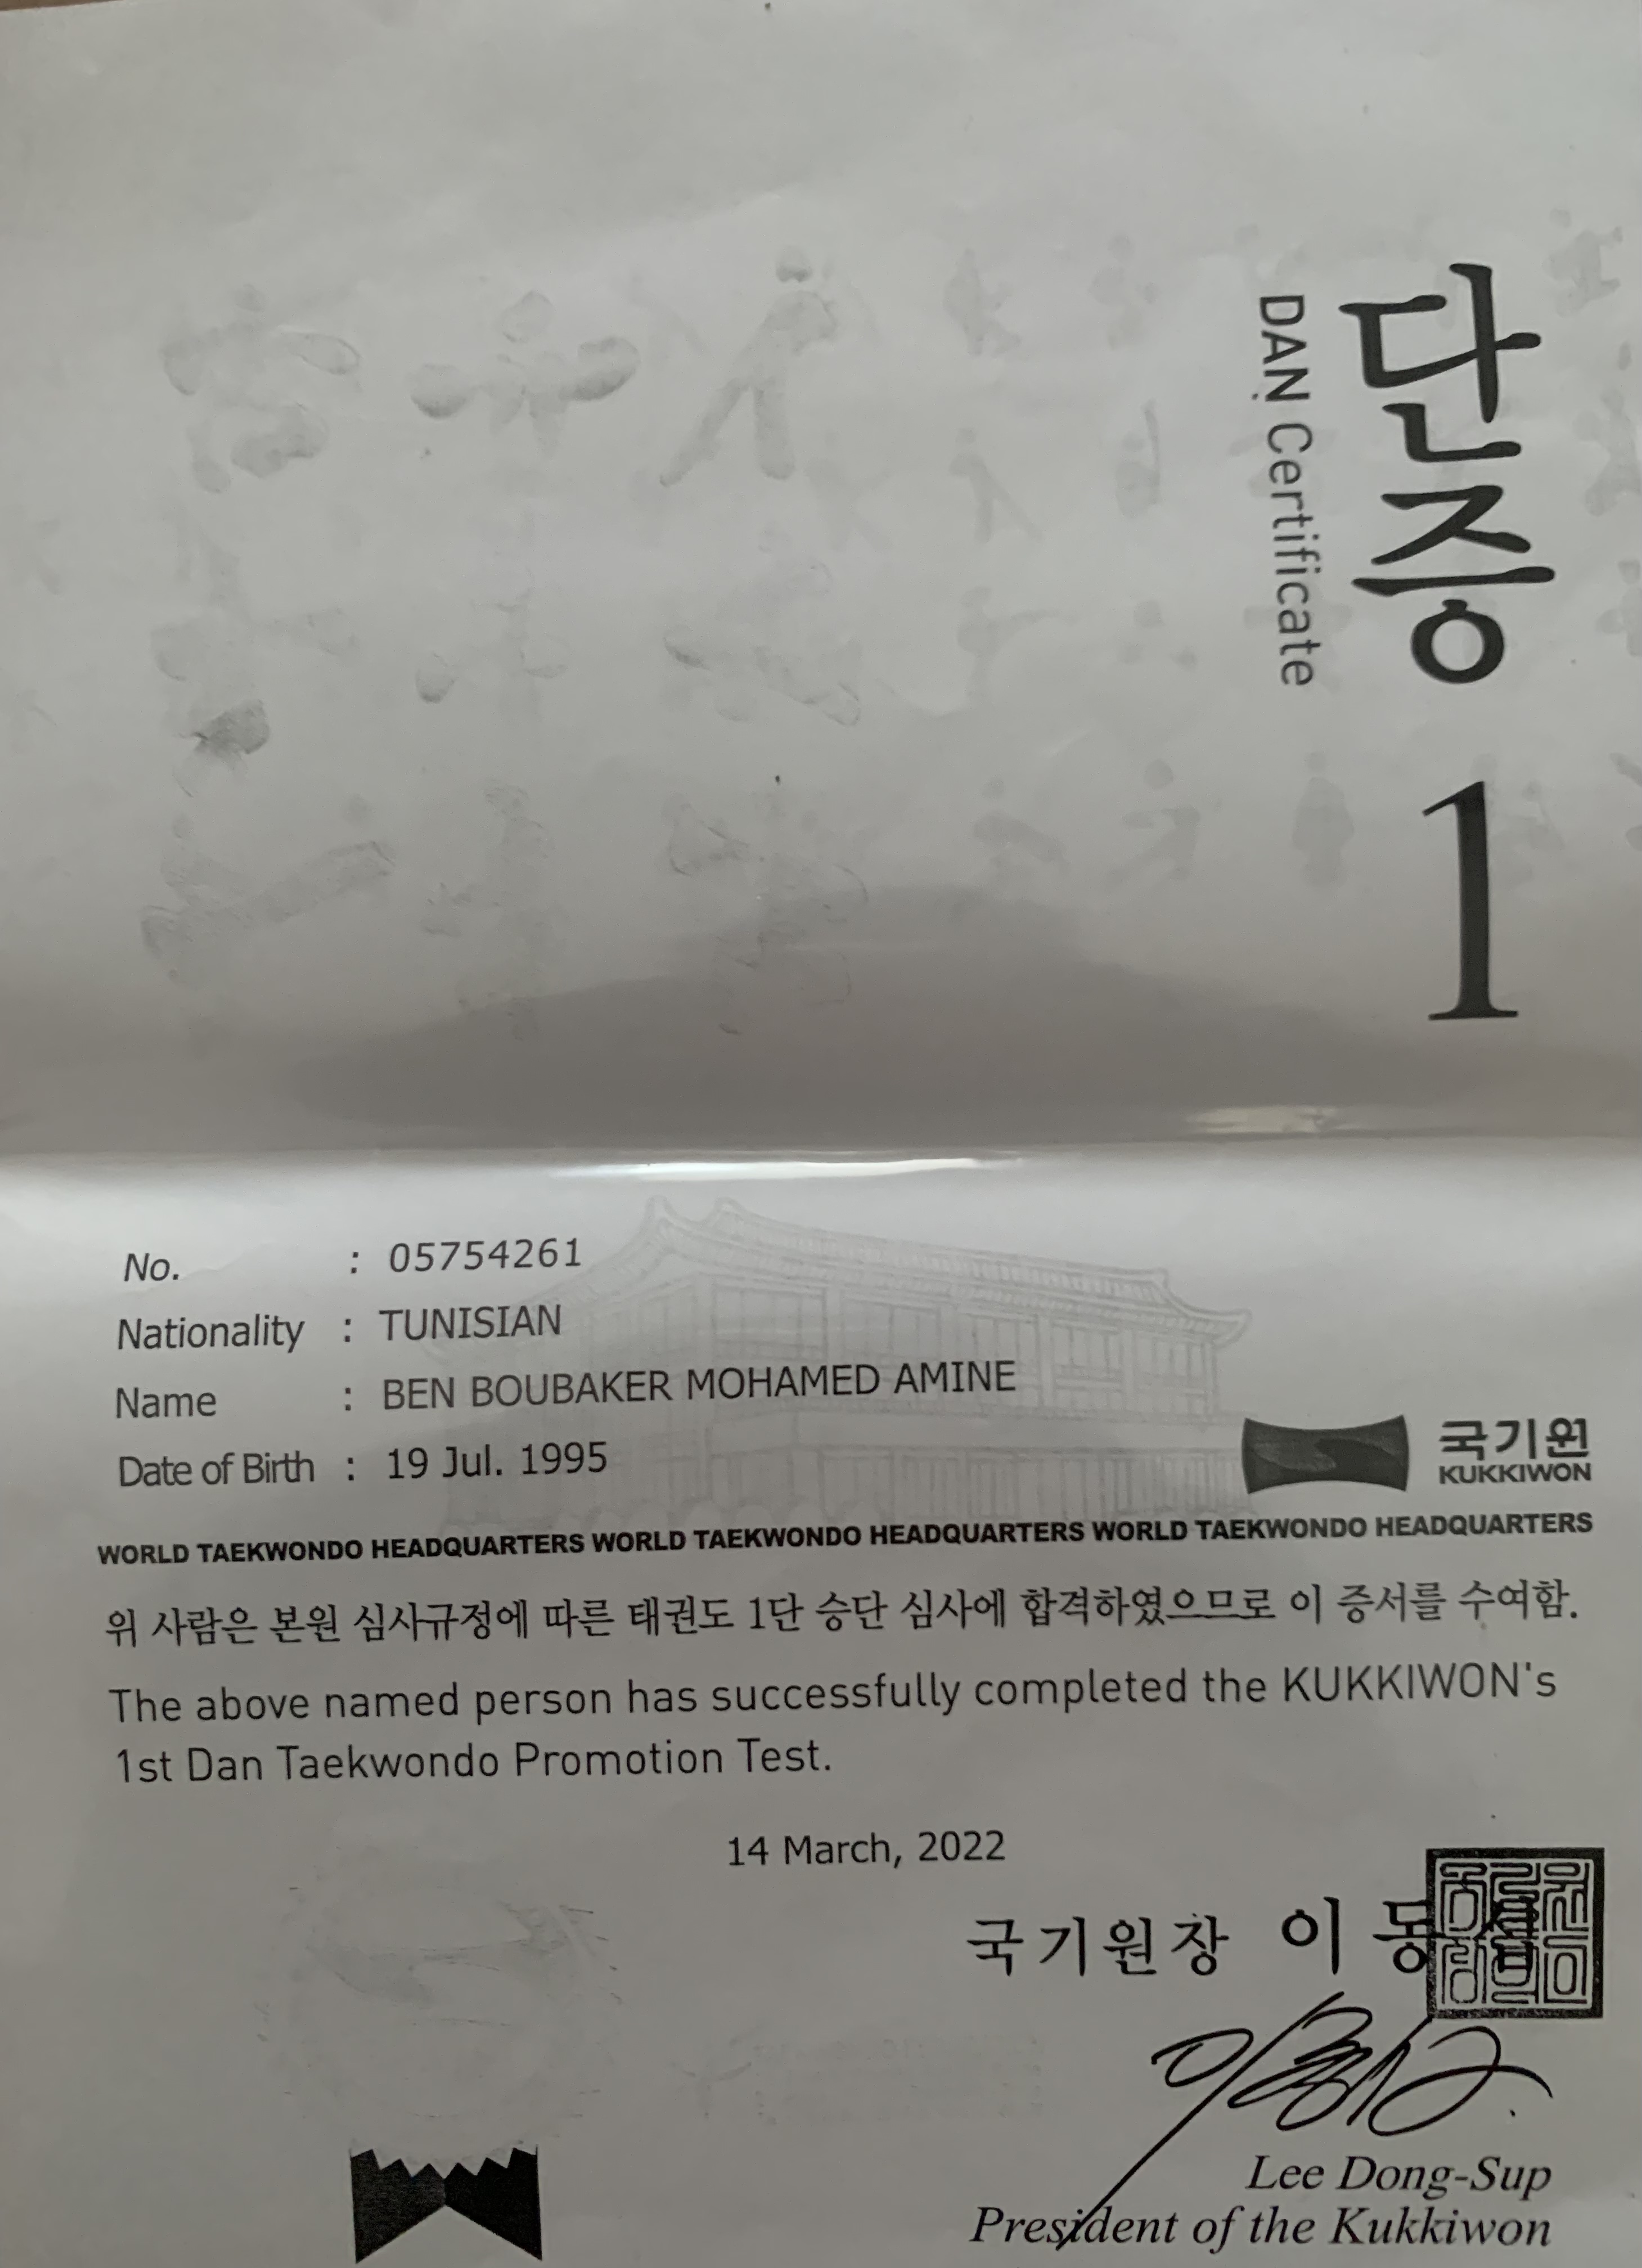 단증
DAN Certificate
1
No. : 05754261
Nationality : TUNISIAN
Name : BEN BOUBAKER MOHAMED AMINE
Date of Birth : 19 Jul. 1995
국기원
KUKKIWON
WORLD TAEKWONDO HEADQUARTERS WORLD TAEKWONDO HEADQUARTERS WORLD TAEKWONDO HEADQUARTERS
위 사람은 본원 심사규정에 따른 태권도 1단 승단 심사에 합격하였으므로 이 증서를 수여함.
The above named person has successfully completed the KUKKIWON's
1st Dan Taekwondo Promotion Test.
14 March, 2022
국기원장 이 동
Lee Dong-Sup
President of the Kukkiwon